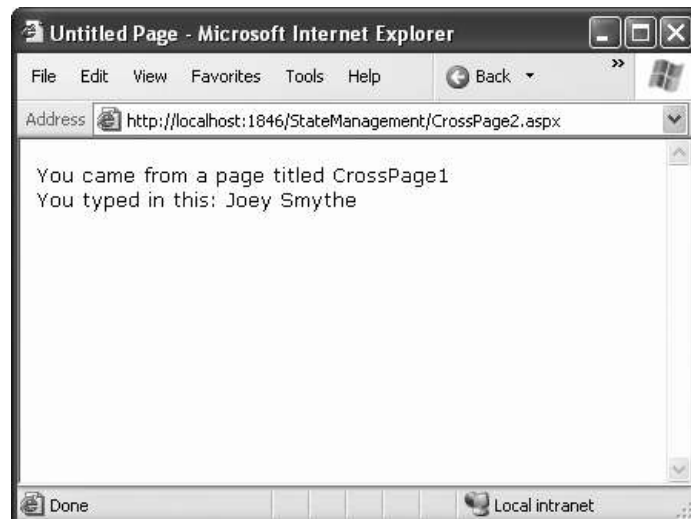 Untitled Page - Microsoft Internet Explorer
File Edit View Favorites Tools Help Back »
Address http://localhost:1846/StateManagement/CrossPage2.aspx
You came from a page titled CrossPage1
You typed in this: Joey Smythe
Done Local intranet